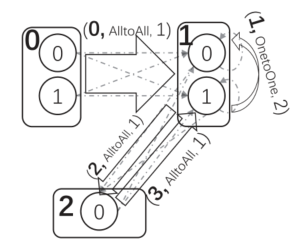 0
0
1
(0, AlltoAll, 1)
1
0
1
(1, OnetoOne, 2)
(2, AlltoAll, 1)
(3, AlltoAll, 1)
2
0